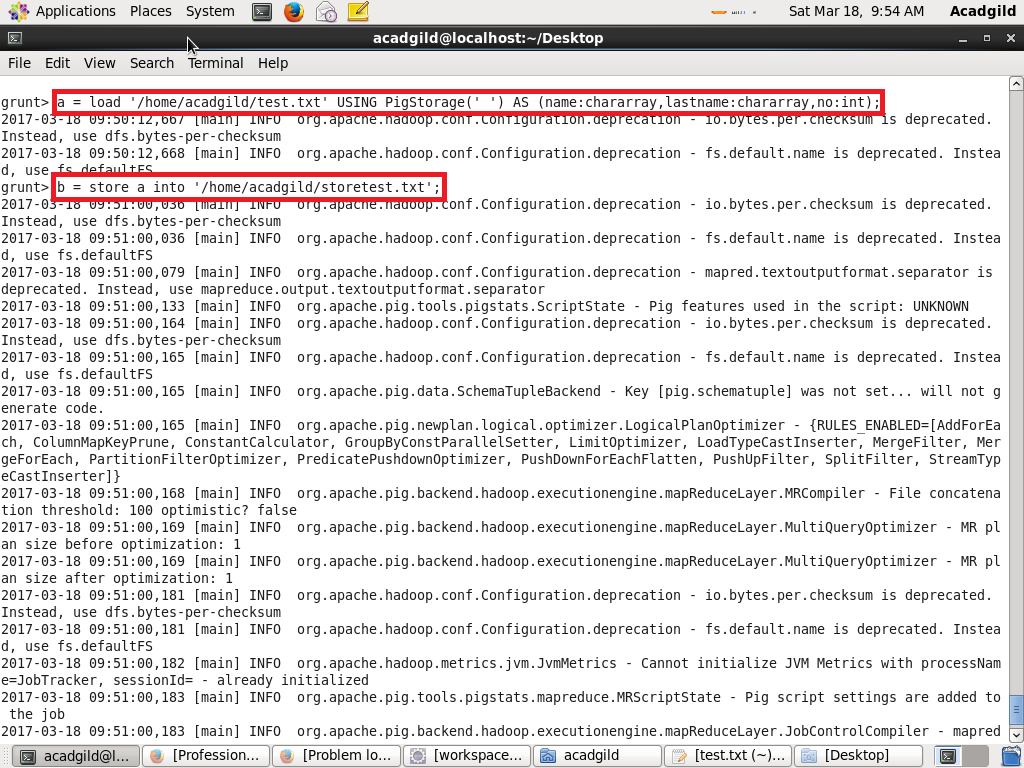 Applications Places System
Sat Mar 18, 9:54 AM Acadgild
acadgild@localhost:~/Desktop
File Edit View Search Terminal Help
grunt> a = load '/home/acadgild/test.txt' USING PigStorage(' ') AS (name:chararray,lastname:chararray,no:int);
2017-03-18 09:50:12,667 [main] INFO  org.apache.hadoop.conf.Configuration.deprecation - io.bytes.per.checksum is deprecated.
Instead, use dfs.bytes-per-checksum
2017-03-18 09:50:12,668 [main] INFO  org.apache.hadoop.conf.Configuration.deprecation - fs.default.name is deprecated. Instea
d, use fs.defaultFS
grunt> b = store a into '/home/acadgild/storetest.txt';
2017-03-18 09:51:00,036 [main] INFO  org.apache.hadoop.conf.Configuration.deprecation - io.bytes.per.checksum is deprecated.
Instead, use dfs.bytes-per-checksum
2017-03-18 09:51:00,036 [main] INFO  org.apache.hadoop.conf.Configuration.deprecation - fs.default.name is deprecated. Instea
d, use fs.defaultFS
2017-03-18 09:51:00,079 [main] INFO  org.apache.hadoop.conf.Configuration.deprecation - mapred.textoutputformat.separator is
deprecated. Instead, use mapreduce.output.textoutputformat.separator
2017-03-18 09:51:00,133 [main] INFO  org.apache.pig.tools.pigstats.ScriptState - Pig features used in the script: UNKNOWN
2017-03-18 09:51:00,164 [main] INFO  org.apache.hadoop.conf.Configuration.deprecation - io.bytes.per.checksum is deprecated.
Instead, use dfs.bytes-per-checksum
2017-03-18 09:51:00,165 [main] INFO  org.apache.hadoop.conf.Configuration.deprecation - fs.default.name is deprecated. Instea
d, use fs.defaultFS
2017-03-18 09:51:00,165 [main] INFO  org.apache.pig.data.SchemaTupleBackend - Key [pig.schematuple] was not set... will not g
enerate code.
2017-03-18 09:51:00,165 [main] INFO  org.apache.pig.newplan.logical.optimizer.LogicalPlanOptimizer - {RULES_ENABLED=[AddForEa
ch, ColumnMapKeyPrune, ConstantCalculator, GroupByConstParallelSetter, LimitOptimizer, LoadTypeCastInserter, MergeFilter, Mer
geForEach, PartitionFilterOptimizer, PredicatePushdownOptimizer, PushDownForEachFlatten, PushUpFilter, SplitFilter, StreamTyp
eCastInserter]}
2017-03-18 09:51:00,168 [main] INFO  org.apache.pig.backend.hadoop.executionengine.mapReduceLayer.MRCompiler - File concatena
tion threshold: 100 optimistic? false
2017-03-18 09:51:00,169 [main] INFO  org.apache.pig.backend.hadoop.executionengine.mapReduceLayer.MultiQueryOptimizer - MR pl
an size before optimization: 1
2017-03-18 09:51:00,169 [main] INFO  org.apache.pig.backend.hadoop.executionengine.mapReduceLayer.MultiQueryOptimizer - MR pl
an size after optimization: 1
2017-03-18 09:51:00,181 [main] INFO  org.apache.hadoop.conf.Configuration.deprecation - io.bytes.per.checksum is deprecated.
Instead, use dfs.bytes-per-checksum
2017-03-18 09:51:00,181 [main] INFO  org.apache.hadoop.conf.Configuration.deprecation - fs.default.name is deprecated. Instea
d, use fs.defaultFS
2017-03-18 09:51:00,182 [main] INFO  org.apache.hadoop.metrics.jvm.JvmMetrics - Cannot initialize JVM Metrics with processNam
e=JobTracker, sessionId= - already initialized
2017-03-18 09:51:00,183 [main] INFO  org.apache.pig.tools.pigstats.mapreduce.MRScriptState - Pig script settings are added to
the job
2017-03-18 09:51:00,183 [main] INFO  org.apache.pig.backend.hadoop.executionengine.mapReduceLayer.JobControlCompiler - mapred
acadgild@l... [Profession... [Problem lo... [workspace... acadgild [test.txt (~)... [Desktop]